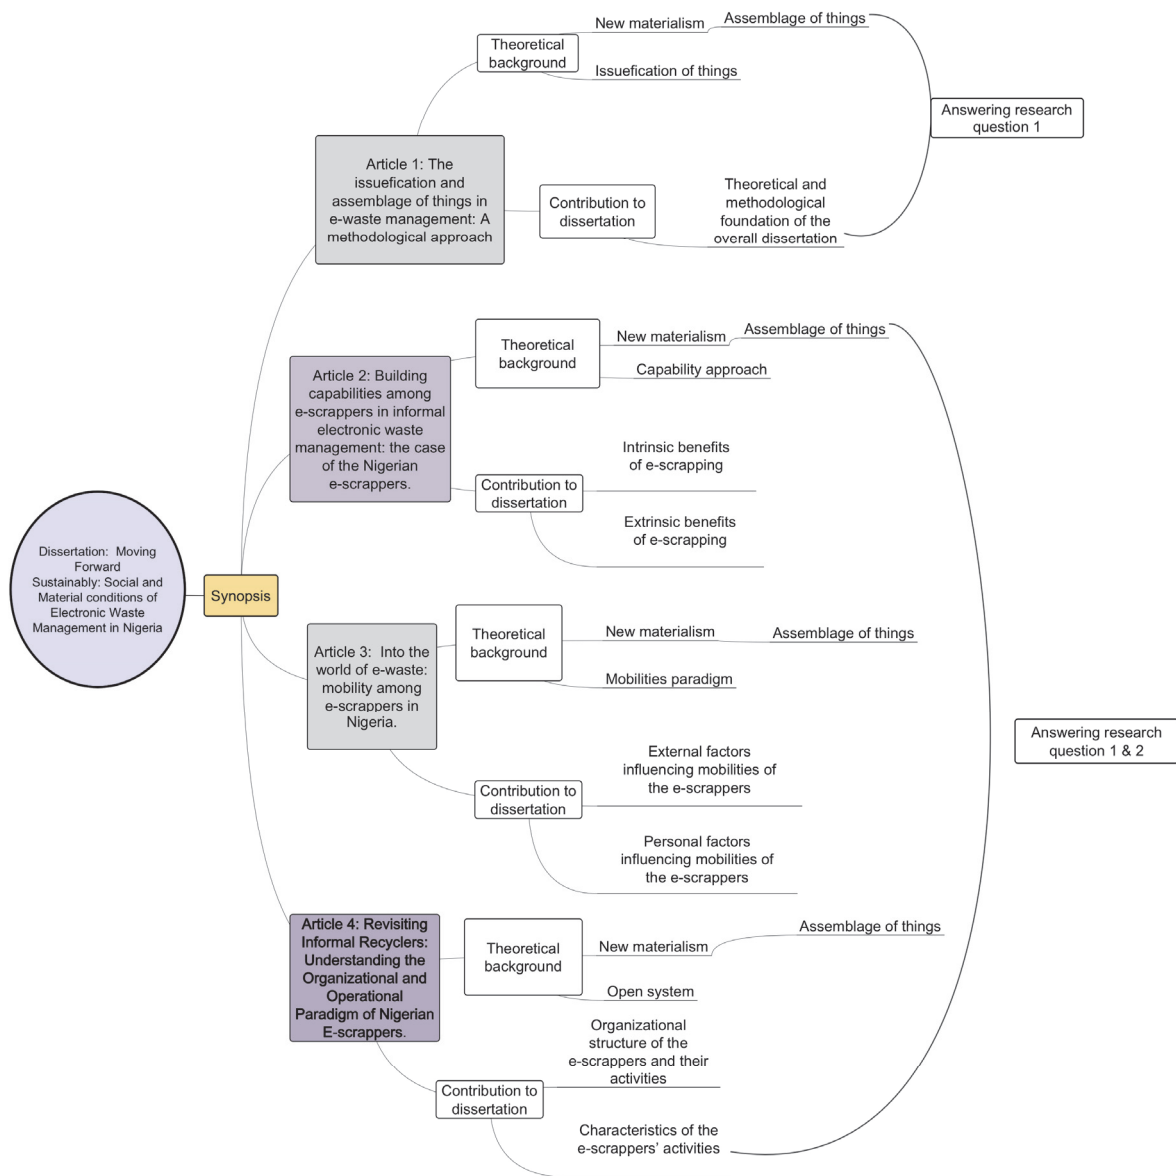 Dissertation: Moving
Forward
Sustainably: Social and
Material conditions of
Electronic Waste
Management in Nigeria
Synopsis
Article 1: The
issuefication and
assemblage of things in
e-waste management: A
methodological approach
Theoretical
background
New materialism
Assemblage of things
Issuefication of things
Contribution to
dissertation
Theoretical and
methodological
foundation of the
overall dissertation
Answering research
question 1
Article 2: Building
capabilities among
e-scrappers in informal
electronic waste
management: the case
of the Nigerian
e-scrappers.
Theoretical
background
New materialism
Assemblage of things
Capability approach
Contribution to
dissertation
Intrinsic benefits
of e-scrapping
Extrinsic benefits
of e-scrapping
Article 3: Into the
world of e-waste:
mobility among
e-scrappers in
Nigeria.
Theoretical
background
New materialism
Assemblage of things
Mobilities paradigm
Contribution to
dissertation
External factors
influencing mobilities of
the e-scrappers
Personal factors
influencing mobilities of
the e-scrappers
Article 4: Revisiting
Informal Recyclers:
Understanding the
Organizational and
Operational
Paradigm of Nigerian
E-scrappers.
Theoretical
background
New materialism
Assemblage of things
Open system
Contribution to
dissertation
Organizational
structure of the
e-scrappers and their
activities
Characteristics of the
e-scrappers’ activities
Answering research
question 1 & 2